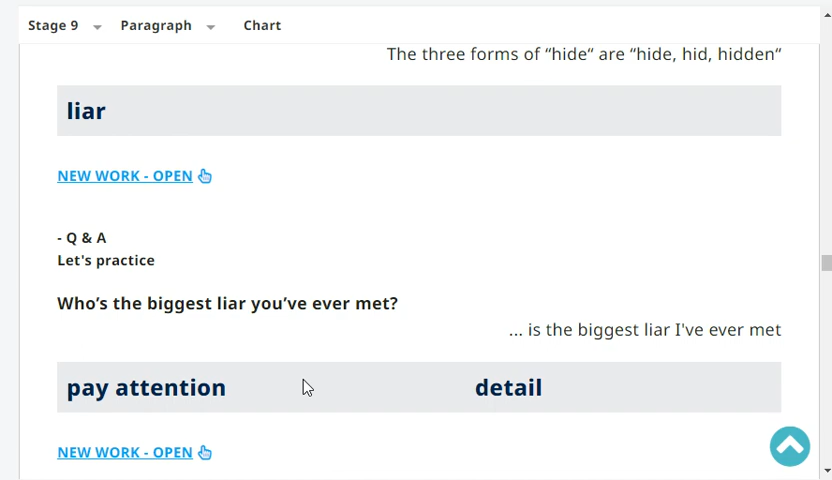 Stage 9 Paragraph Chart
The three forms of “hide“ are “hide, hid, hidden“
liar
NEW WORK - OPEN
- Q & A
Let's practice
Who’s the biggest liar you’ve ever met?
... is the biggest liar I've ever met
pay attention detail
NEW WORK - OPEN